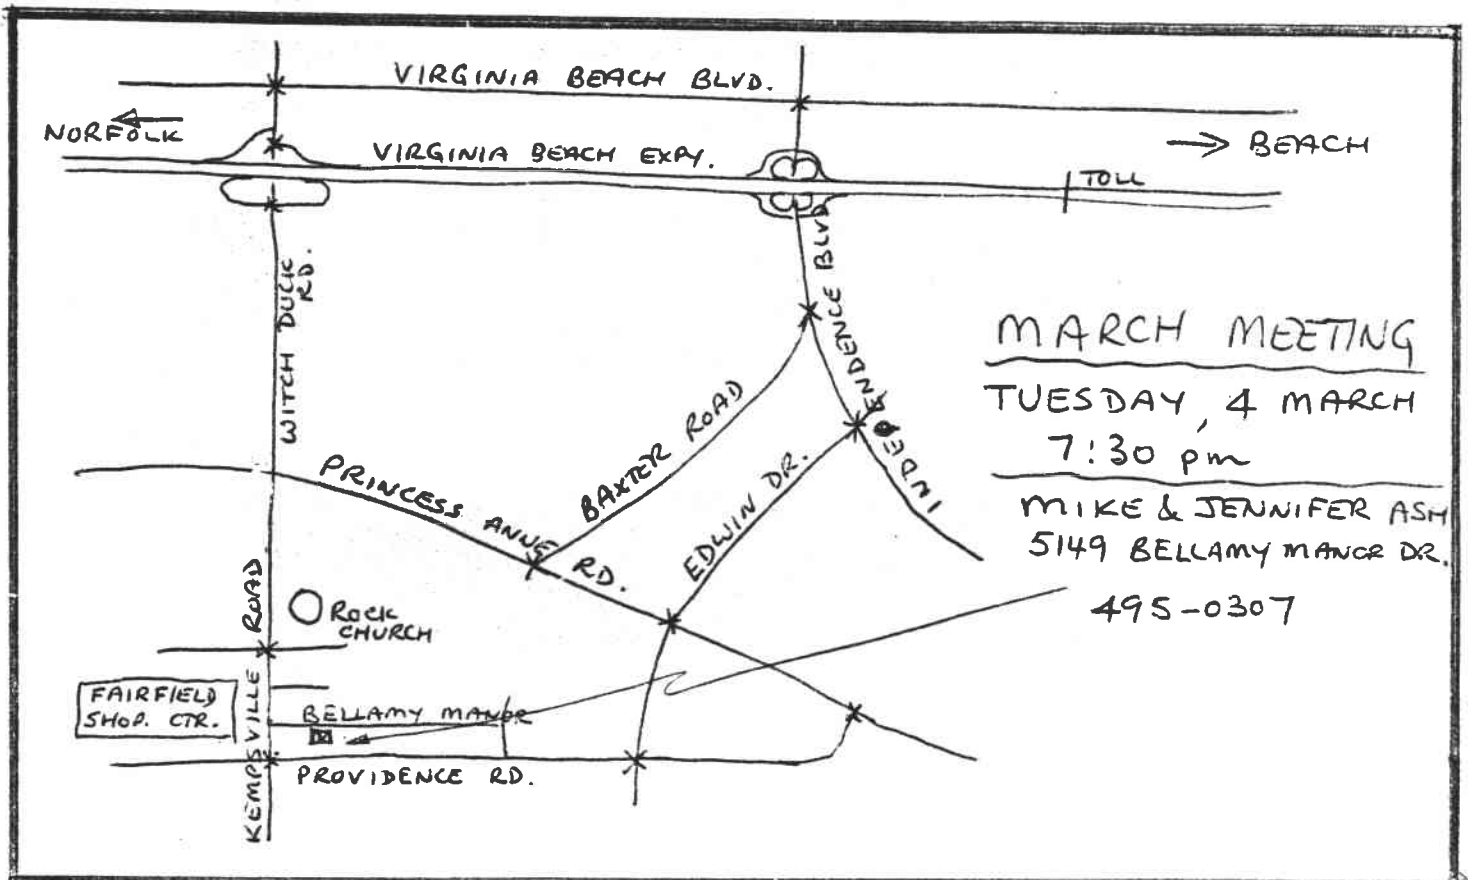 VIRGINIA BEACH BLVD.
NORFOLK
VIRGINIA BEACH EXPY.
BEACH
TOLL
WITCH DUCK
RD.
INDEPENDENCE BLVD
MARCH MEETING
TUESDAY, 4 MARCH
7:30 pm
MIKE & JENNIFER ASH
5149 BELLAMY MANOR DR.
495-0307
BAXTER ROAD
PRINCESS ANNE RD.
EDWIN DR.
ROCK
CHURCH
KEMPSVILLE ROAD
FAIRFIELD
SHOP. CTR.
BELLAMY MANOR
PROVIDENCE RD.